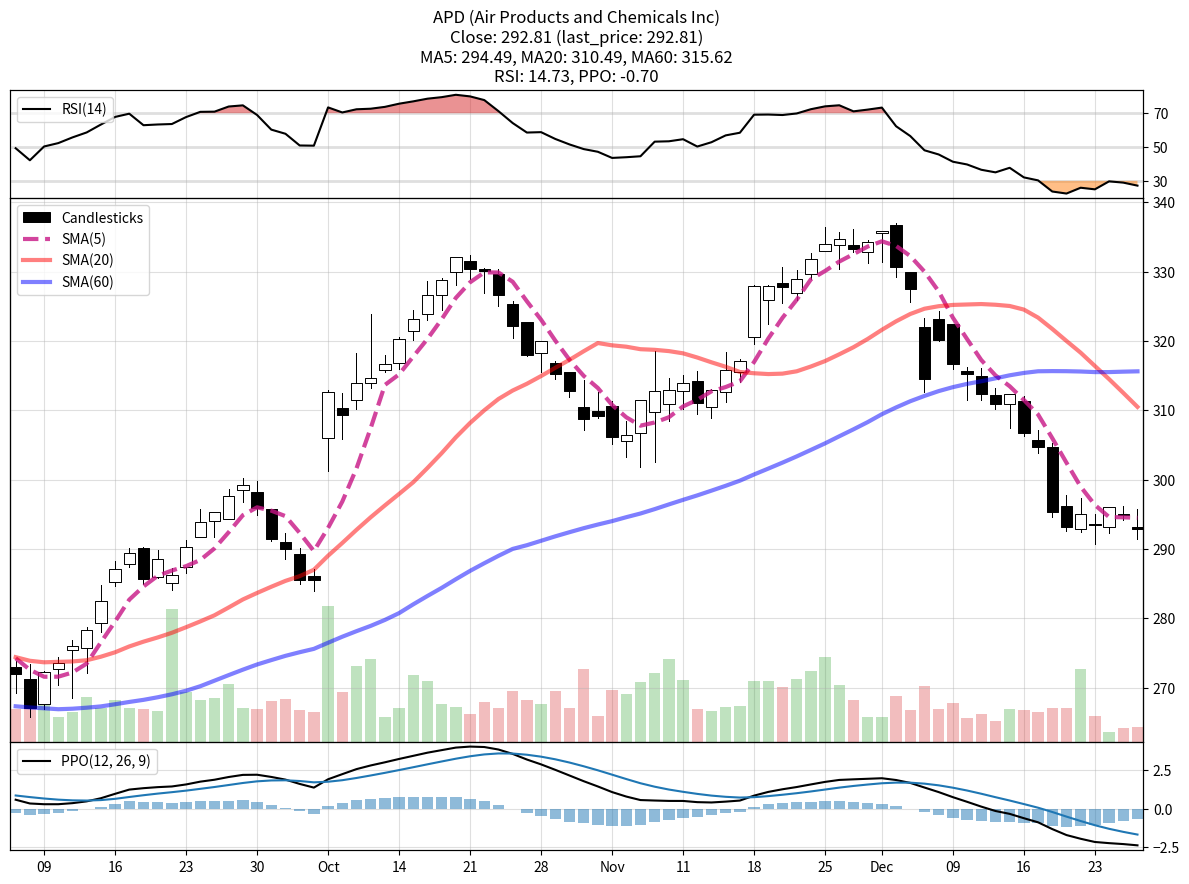 APD (Air Products and Chemicals Inc)
Close: 292.81 (last_price: 292.81)
MA5: 294.49, MA20: 310.49, MA60: 315.62
RSI: 14.73, PPO: -0.70
RSI(14)
70
50
30
Candlesticks
SMA(5)
SMA(20)
SMA(60)
340
330
320
310
300
290
280
270
PPO(12, 26, 9)
2.5
0.0
−2.5
09 16 23 30 Oct 14 21 28 Nov 11 18 25 Dec 09 16 23